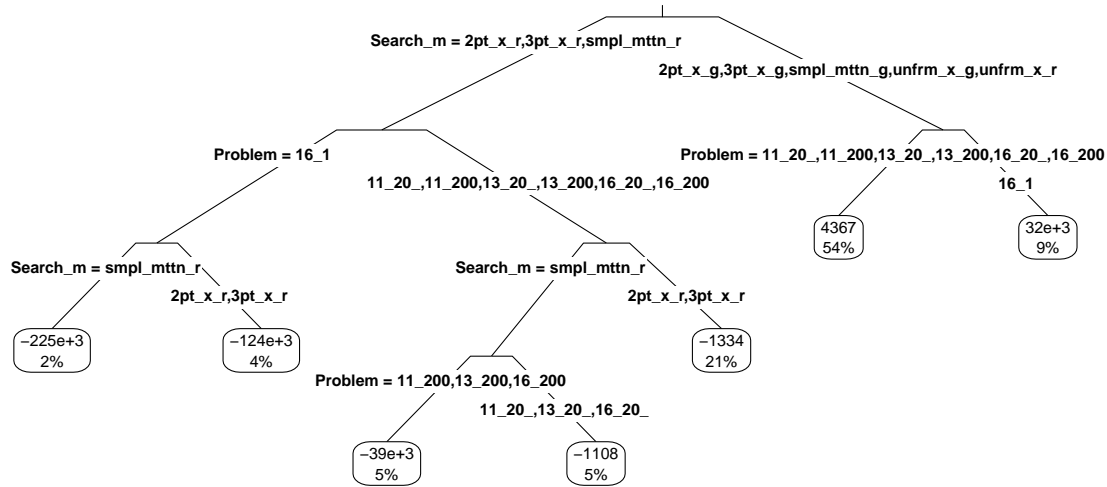 Search_m = 2pt_x_r,3pt_x_r,smpl_mttn_r
2pt_x_g,3pt_x_g,smpl_mttn_g,unfrm_x_g,unfrm_x_r
Problem = 16_1
11_20_,11_200,13_20_,13_200,16_20_,16_200
Problem = 11_20_,11_200,13_20_,13_200,16_20_,16_200
16_1
4367
54%
32e+3
9%
Search_m = smpl_mttn_r
2pt_x_r,3pt_x_r
Search_m = smpl_mttn_r
2pt_x_r,3pt_x_r
−225e+3
2%
−124e+3
4%
−1334
21%
Problem = 11_200,13_200,16_200
11_20_,13_20_,16_20_
−39e+3
5%
−1108
5%